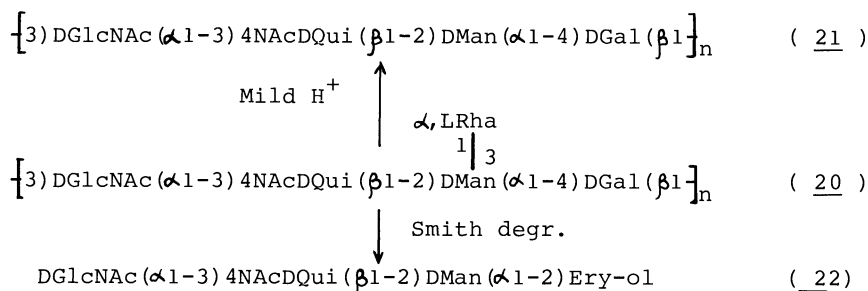 [3)DGlcNAc(α1-3)4NAcDQui(β1-2)DMan(α1-4)DGal(β1-]n ( 21 )
Mild H+
α,LRha
1 3
[3)DGlcNAc(α1-3)4NAcDQui(β1-2)DMan(α1-4)DGal(β1-]n ( 20 )
Smith degr.
DGlcNAc(α1-3)4NAcDQui(β1-2)DMan(α1-2)Ery-ol ( 22)